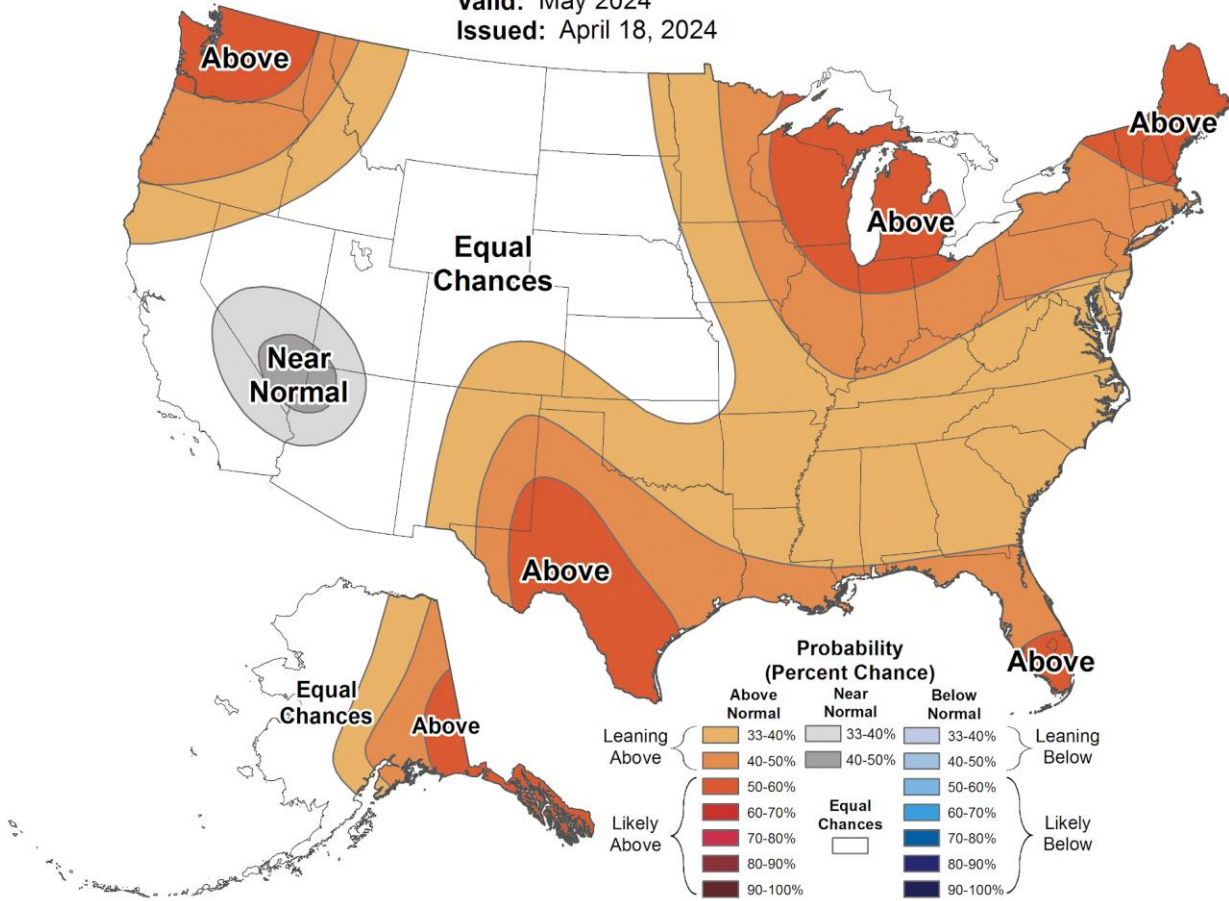 Valid: May 2024
Issued: April 18, 2024
Above
Above
Above
Equal
Chances
Near
Normal
Above
Above
Equal
Chances
Above
Probability
(Percent Chance)
Above
Normal
Near
Normal
Below
Normal
Leaning
Above
33-40%
40-50%
33-40%
40-50%
33-40%
40-50%
Leaning
Below
Likely
Above
50-60%
60-70%
70-80%
80-90%
90-100%
Equal
Chances
50-60%
60-70%
70-80%
80-90%
90-100%
Likely
Below